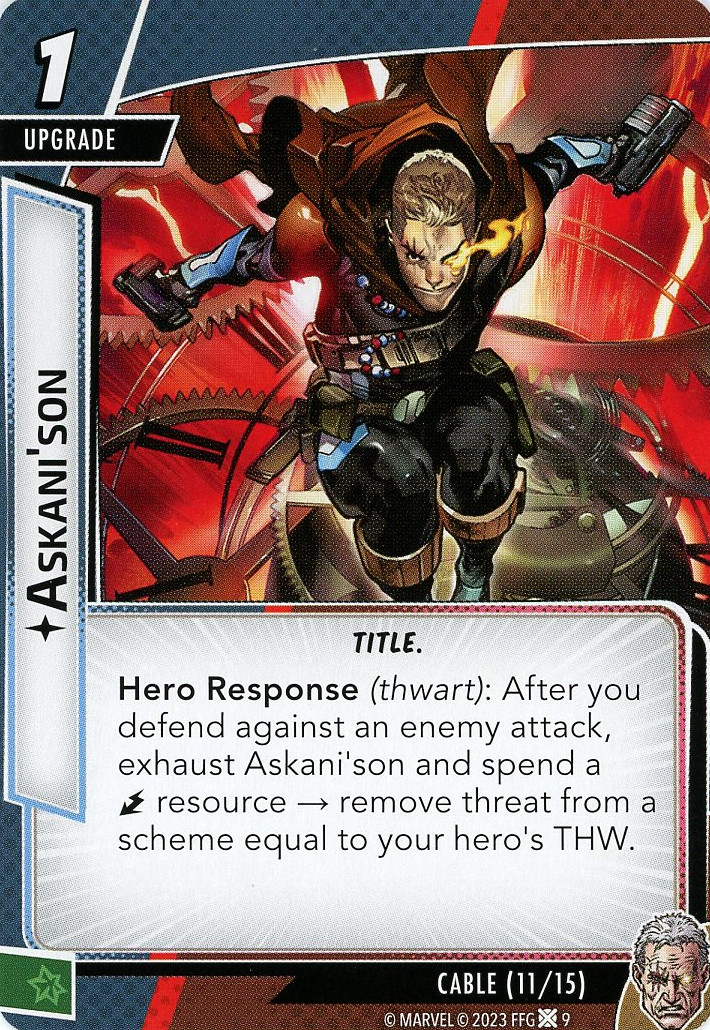 1
UPGRADE
Askani'son
TITLE.
Hero Response (thwart): After you
defend against an enemy attack,
exhaust Askani'son and spend a
resource → remove threat from a
scheme equal to your hero's THW.
CABLE (11/15)
© MARVEL © 2023 FFG 9